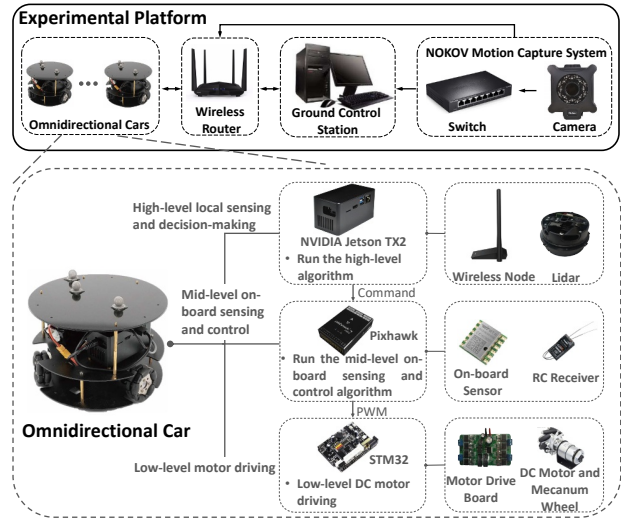 Experimental Platform
NOKOV Motion Capture System
Omnidirectional Cars
Wireless
Router
Ground Control
Station
Switch
Camera
High-level local sensing
and decision-making
NVIDIA Jetson TX2
• Run the high-level
algorithm
Wireless Node
Lidar
Command
Mid-level on-
board sensing
and control
Pixhawk
• Run the mid-level on-
board sensing and
control algorithm
On-board
Sensor
RC Receiver
PWM
Omnidirectional Car
Low-level motor driving
STM32
• Low-level DC motor
driving
Motor Drive
Board
DC Motor and
Mecanum
Wheel